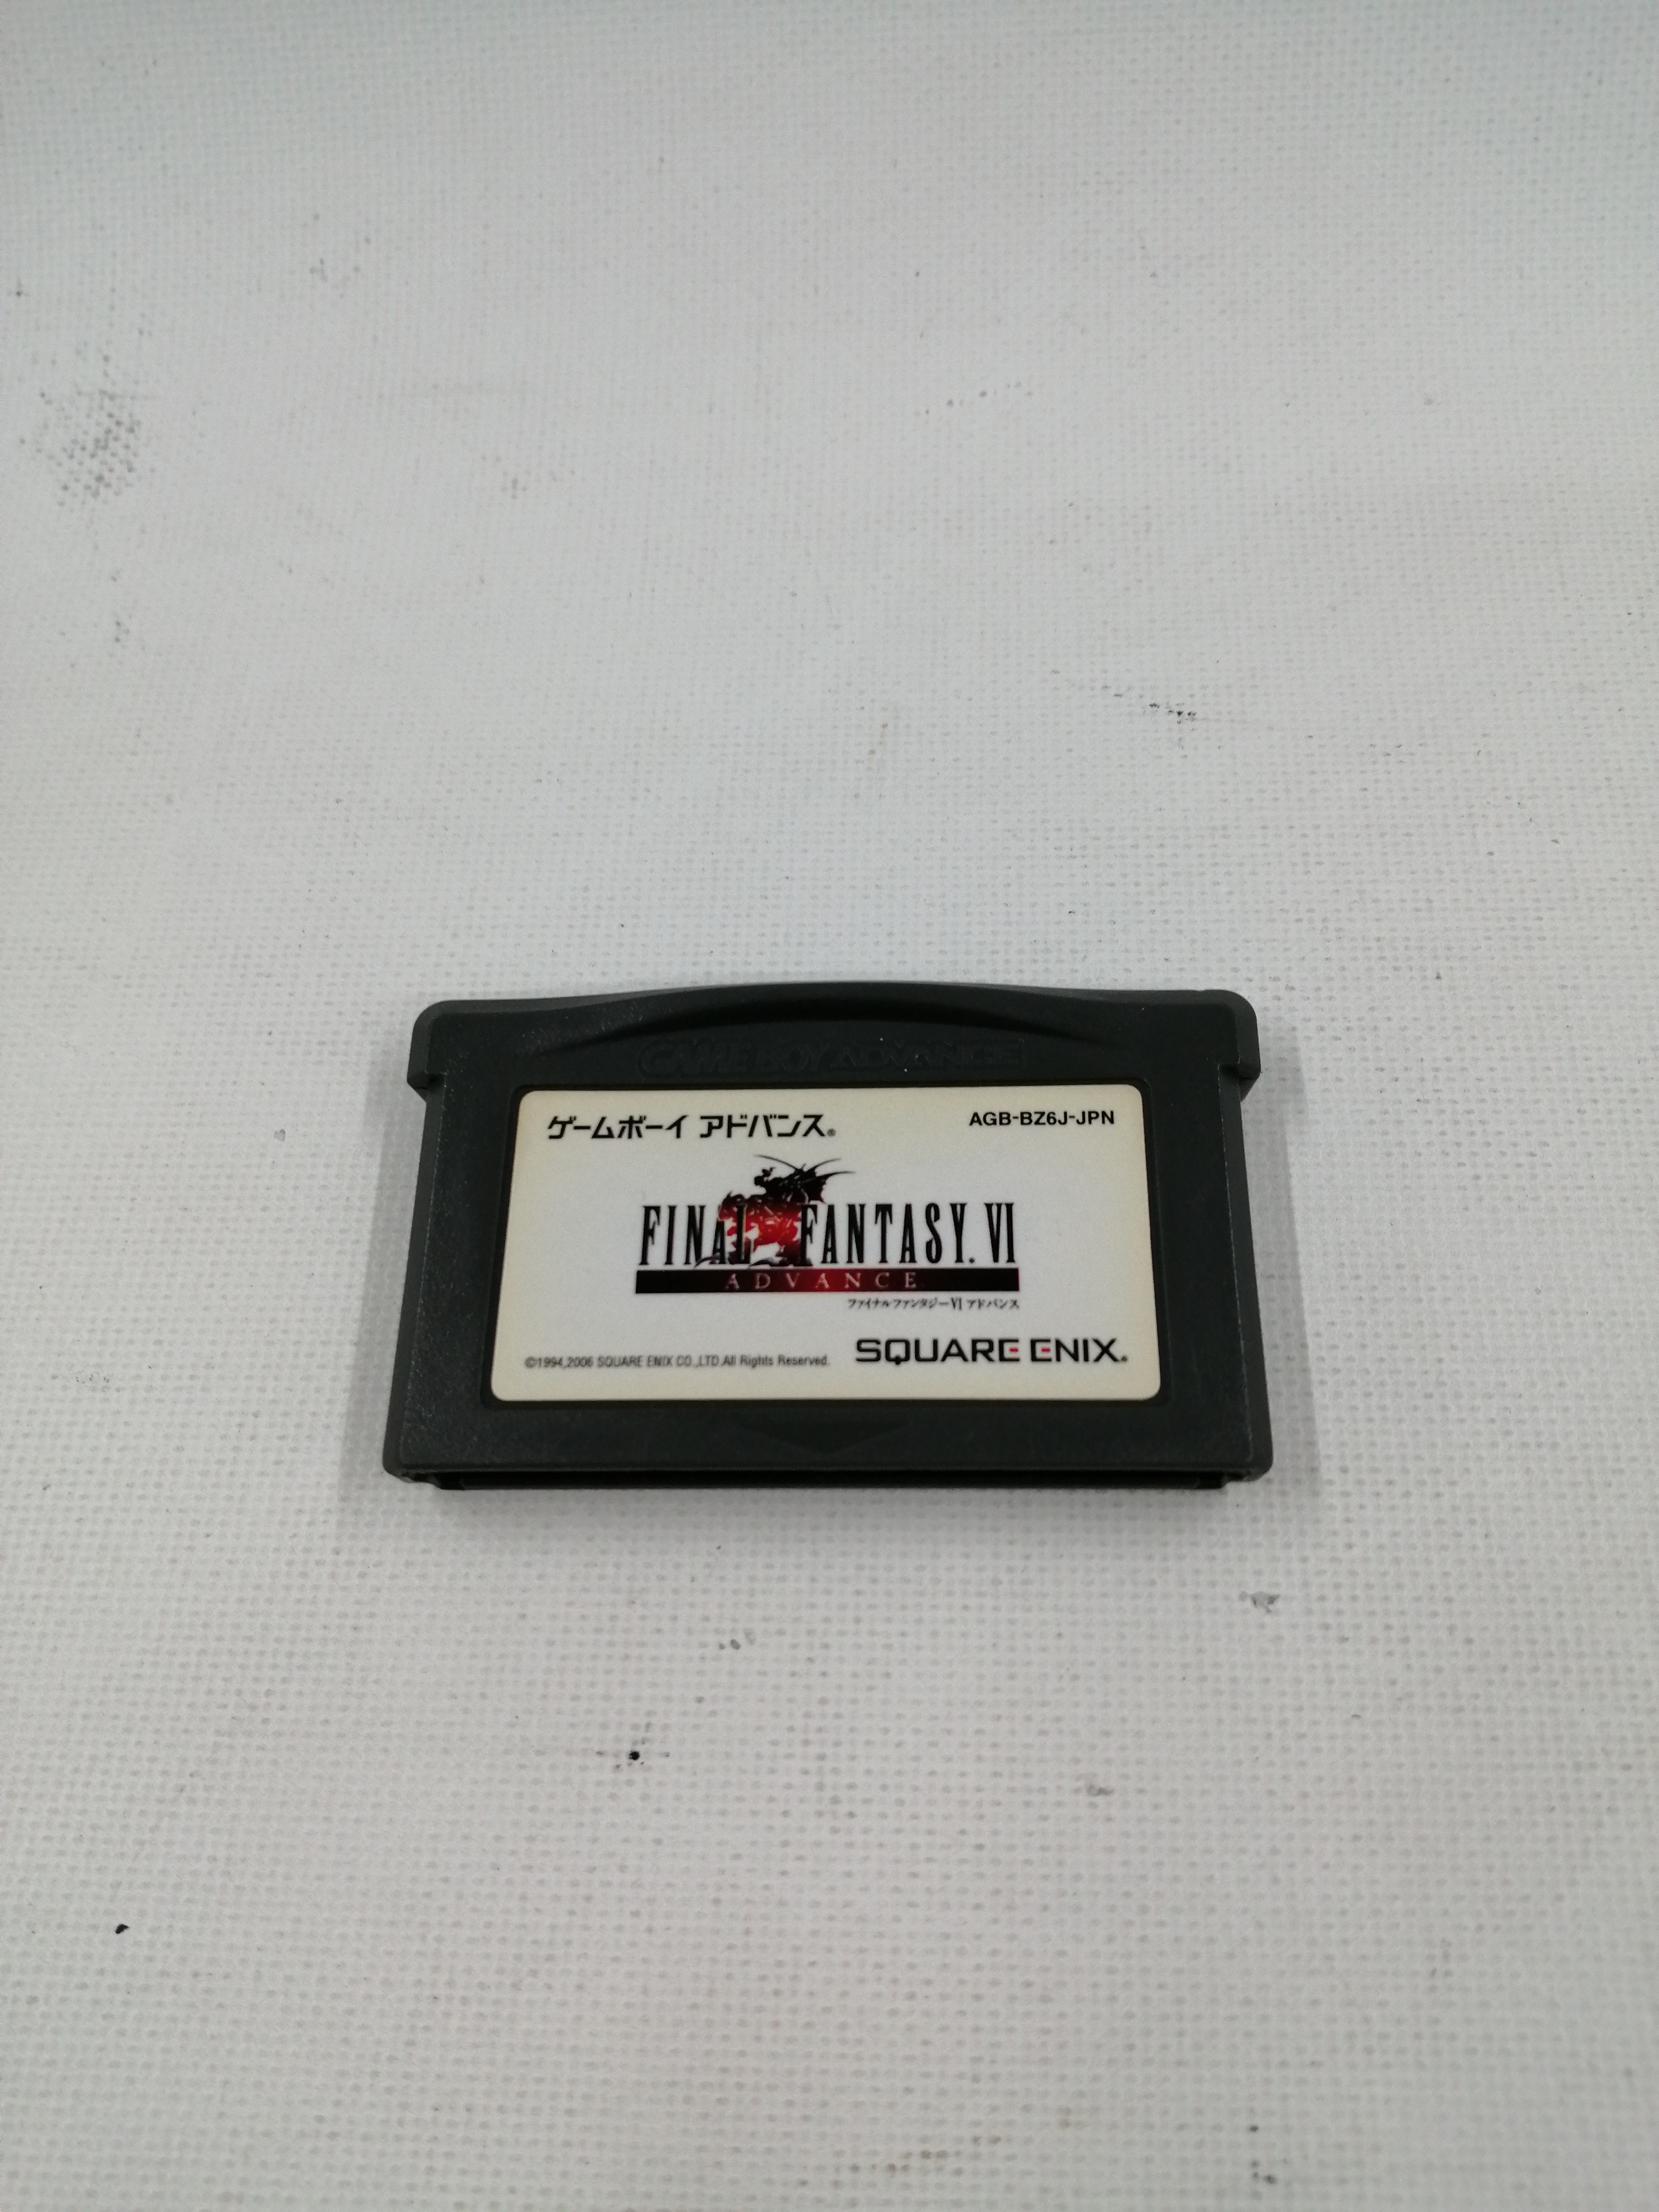 GAME BOY ADVANCE
ゲームボーイ アドバンス®
AGB-BZ6J-JPN
FINAL FANTASY. VI
ADVANCE
ファイナルファンタジーVI アドバンス
©1994,2006 SQUARE ENIX CO.,LTD.All Rights Reserved.
SQUARE ENIX.